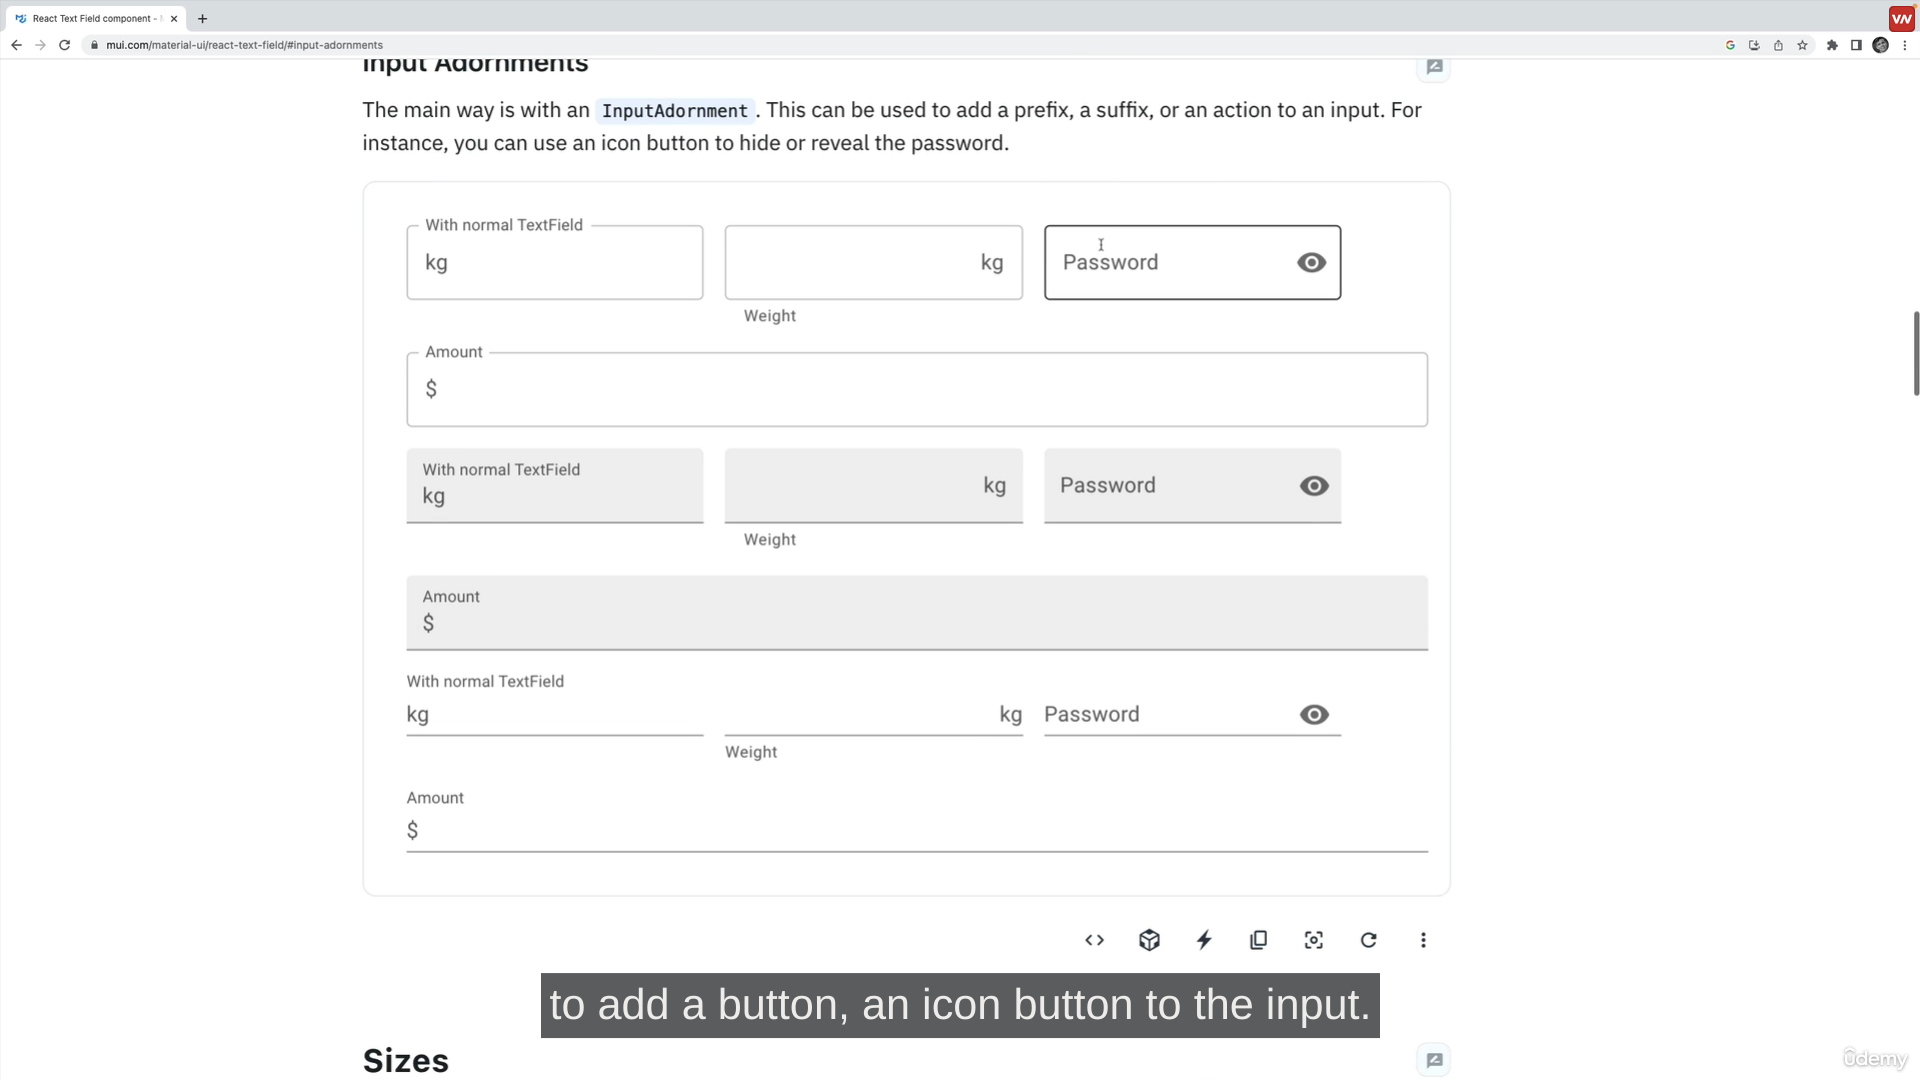 React Text Field component -
mui.com/material-ui/react-text-field/#input-adornments
Input Adornments
The main way is with an InputAdornment. This can be used to add a prefix, a suffix, or an action to an input. For
instance, you can use an icon button to hide or reveal the password.
With normal TextField
kg
kg
Password
Weight
Amount
$
With normal TextField
kg
kg
Password
Weight
Amount
$
With normal TextField
kg
kg
Password
Weight
Amount
$
to add a button, an icon button to the input.
Sizes
ûdemy